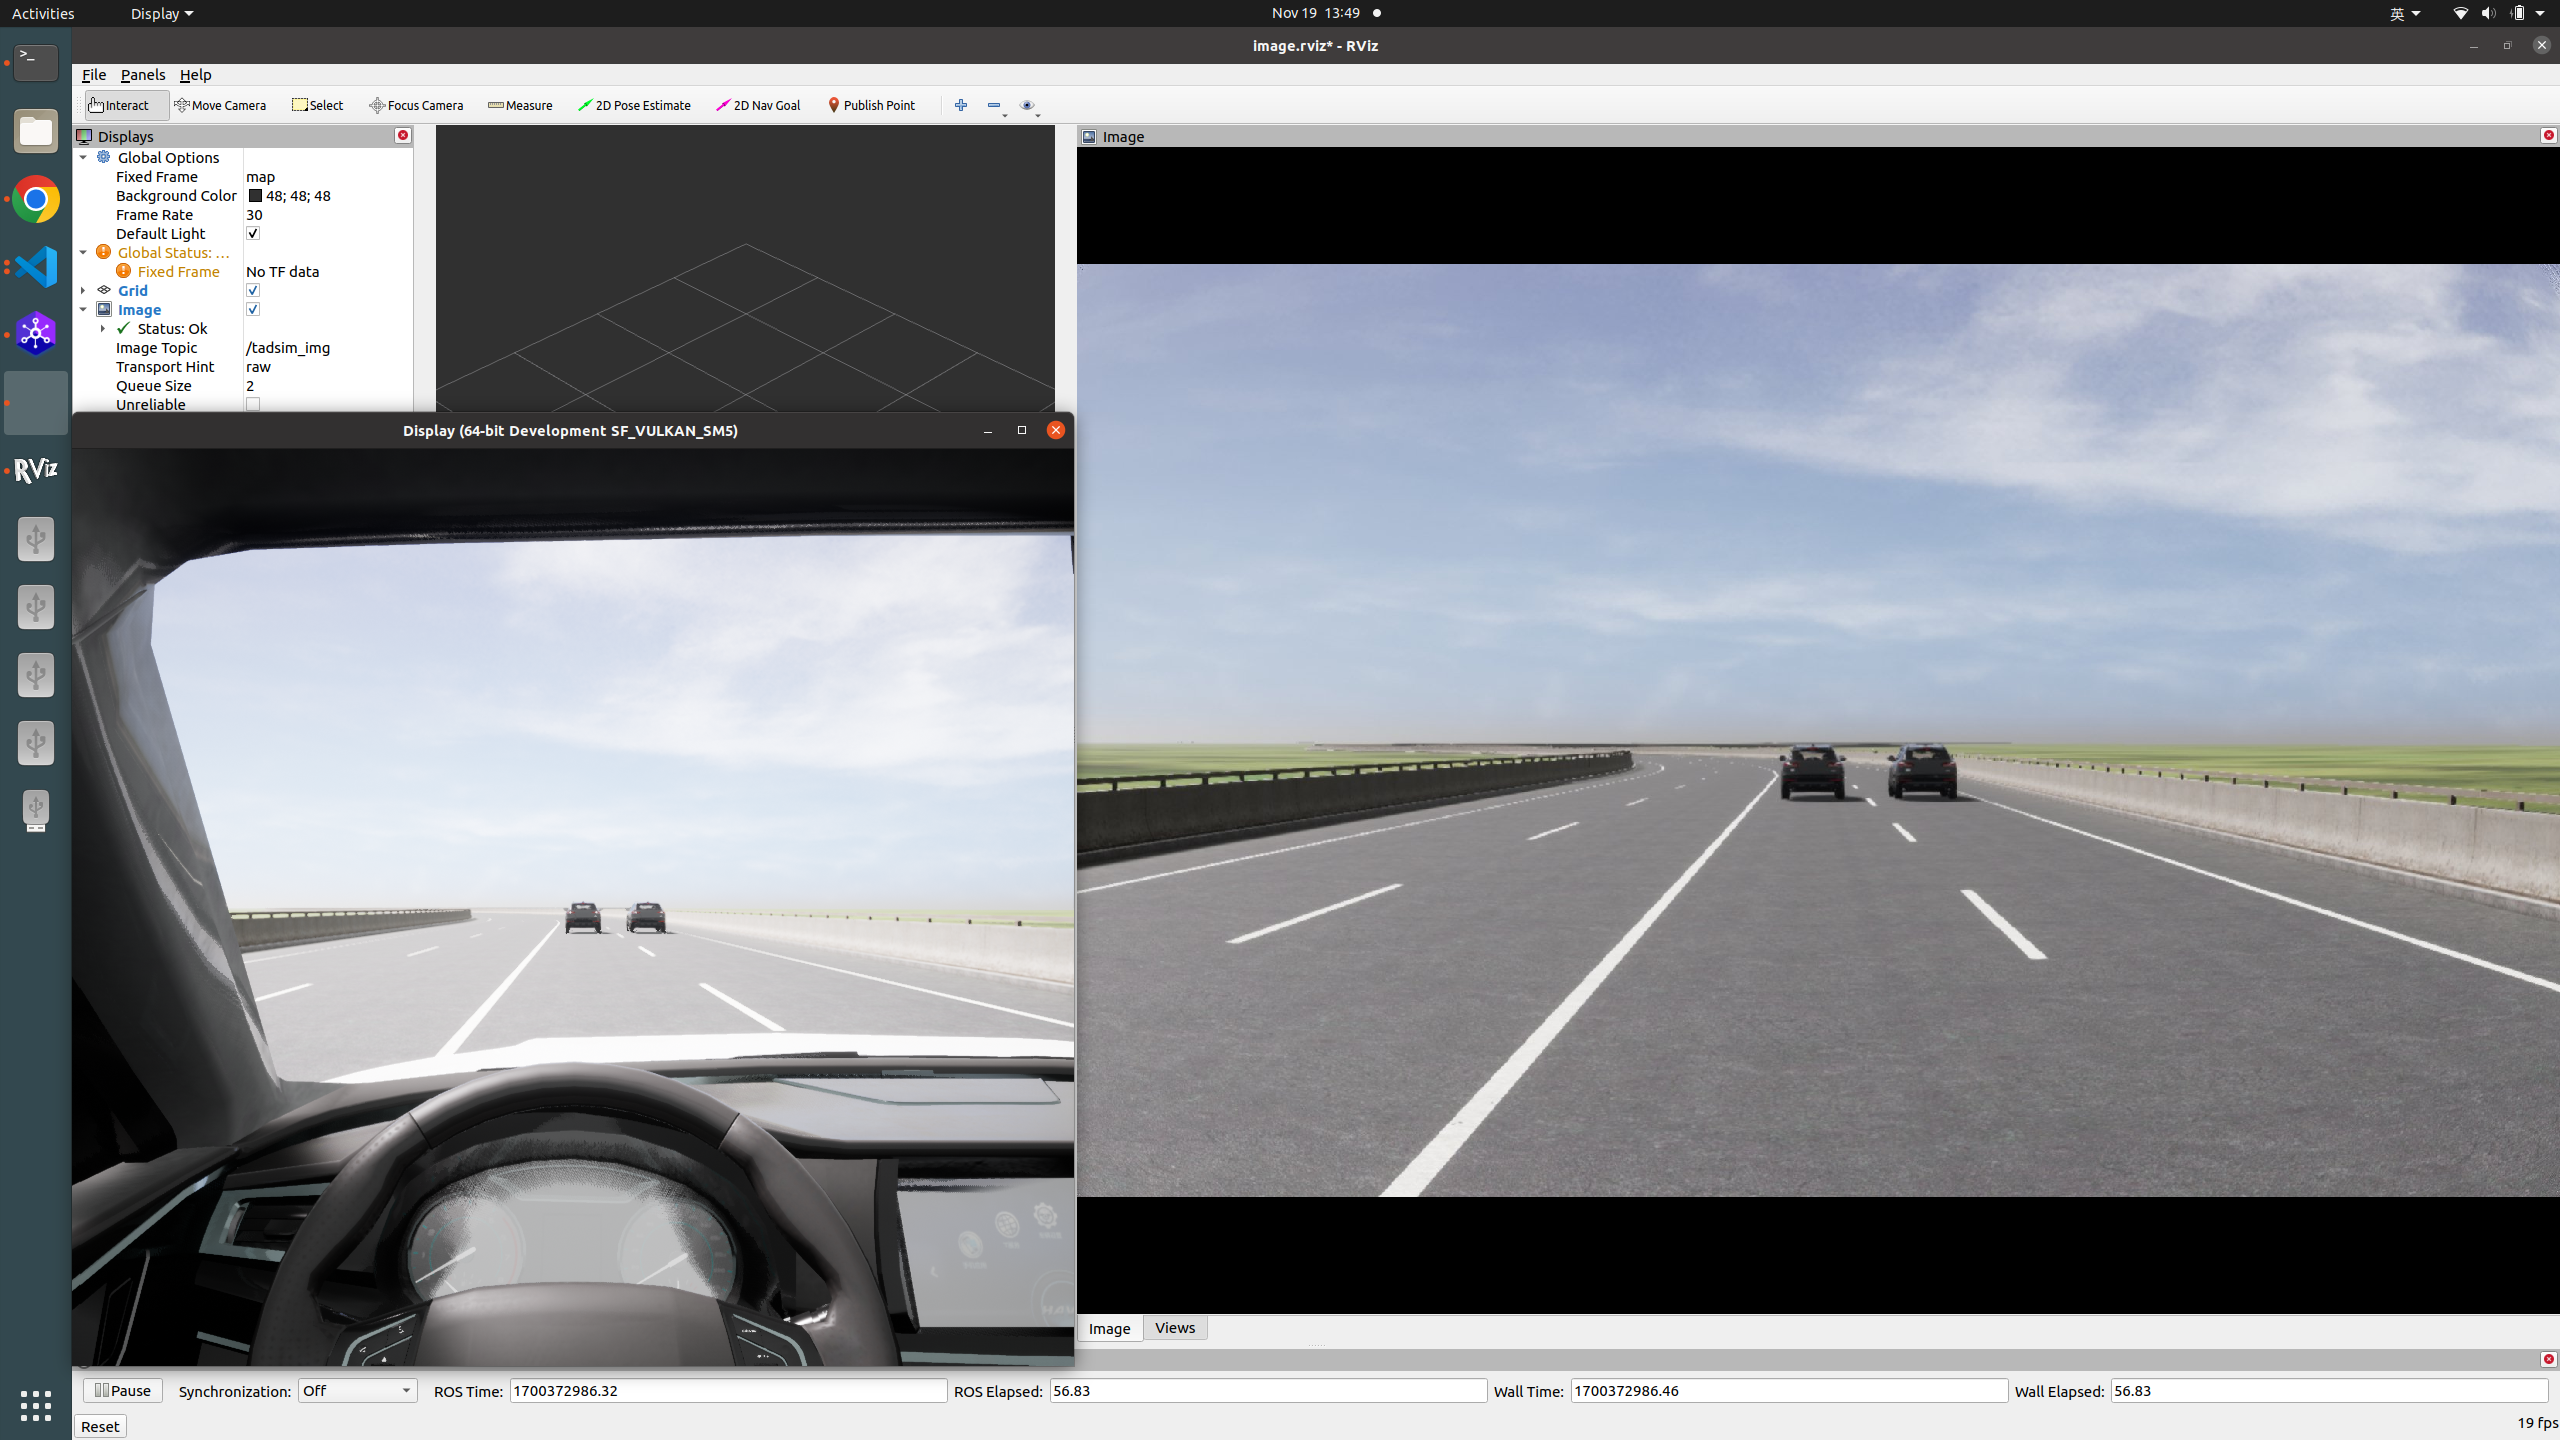 Activities Display Nov 19 13:49 英
image.rviz* - RViz
File Panels Help
Interact Move Camera Select Focus Camera Measure 2D Pose Estimate 2D Nav Goal Publish Point
Displays
Global Options
Fixed Frame map
Background Color 48; 48; 48
Frame Rate 30
Default Light
Global Status: ...
Fixed Frame No TF data
Grid
Image
Status: Ok
Image Topic /tadsim_img
Transport Hint raw
Queue Size 2
Unreliable
Image
RViz
Display (64-bit Development SF_VULKAN_SM5)
Image Views
Pause Synchronization: Off ROS Time: 1700372986.32 ROS Elapsed: 56.83 Wall Time: 1700372986.46 Wall Elapsed: 56.83
Reset 19 fps